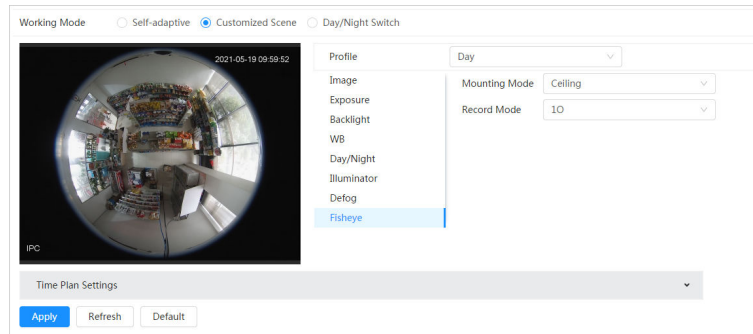 Working Mode Self-adaptive Customized Scene Day/Night Switch
2021-05-19 09:59:52
IPC
Profile Day
Image
Exposure
Backlight
WB
Day/Night
Illuminator
Defog
Fisheye
Mounting Mode Ceiling
Record Mode 1O
Time Plan Settings
Apply Refresh Default